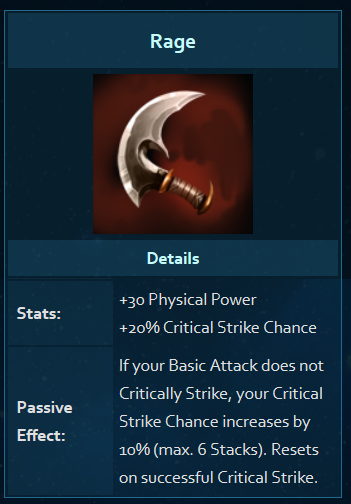 Rage
Details
Stats:
+30 Physical Power
+20% Critical Strike Chance
Passive
Effect:
If your Basic Attack does not
Critically Strike, your Critical
Strike Chance increases by
10% (max. 6 Stacks). Resets
on successful Critical Strike.